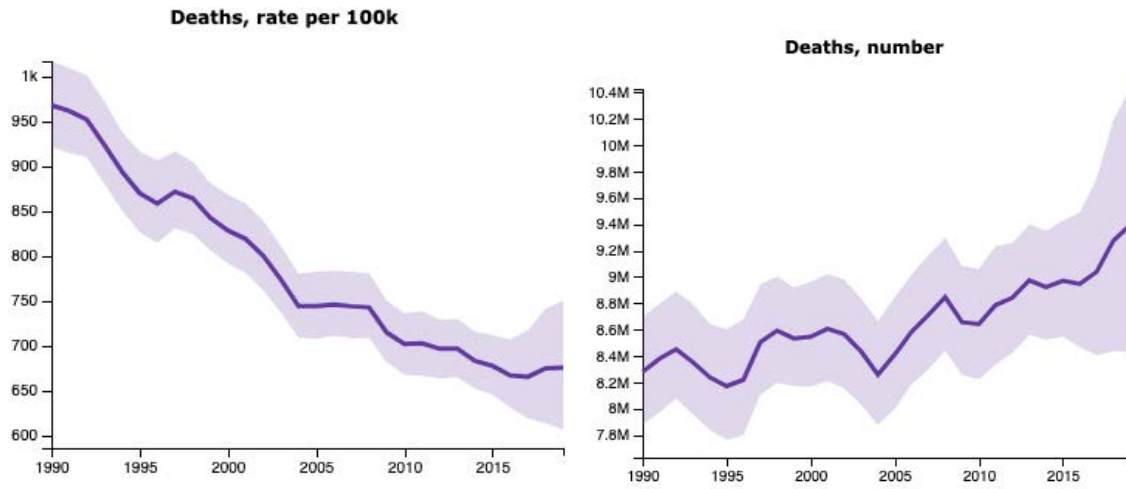 Deaths, rate per 100k
1k
950
900
850
800
750
700
650
600
1990
1995
2000
2005
2010
2015
Deaths, number
10.4M
10.2M
10M
9.8M
9.6M
9.4M
9.2M
9M
8.8M
8.6M
8.4M
8.2M
8M
7.8M
1990
1995
2000
2005
2010
2015